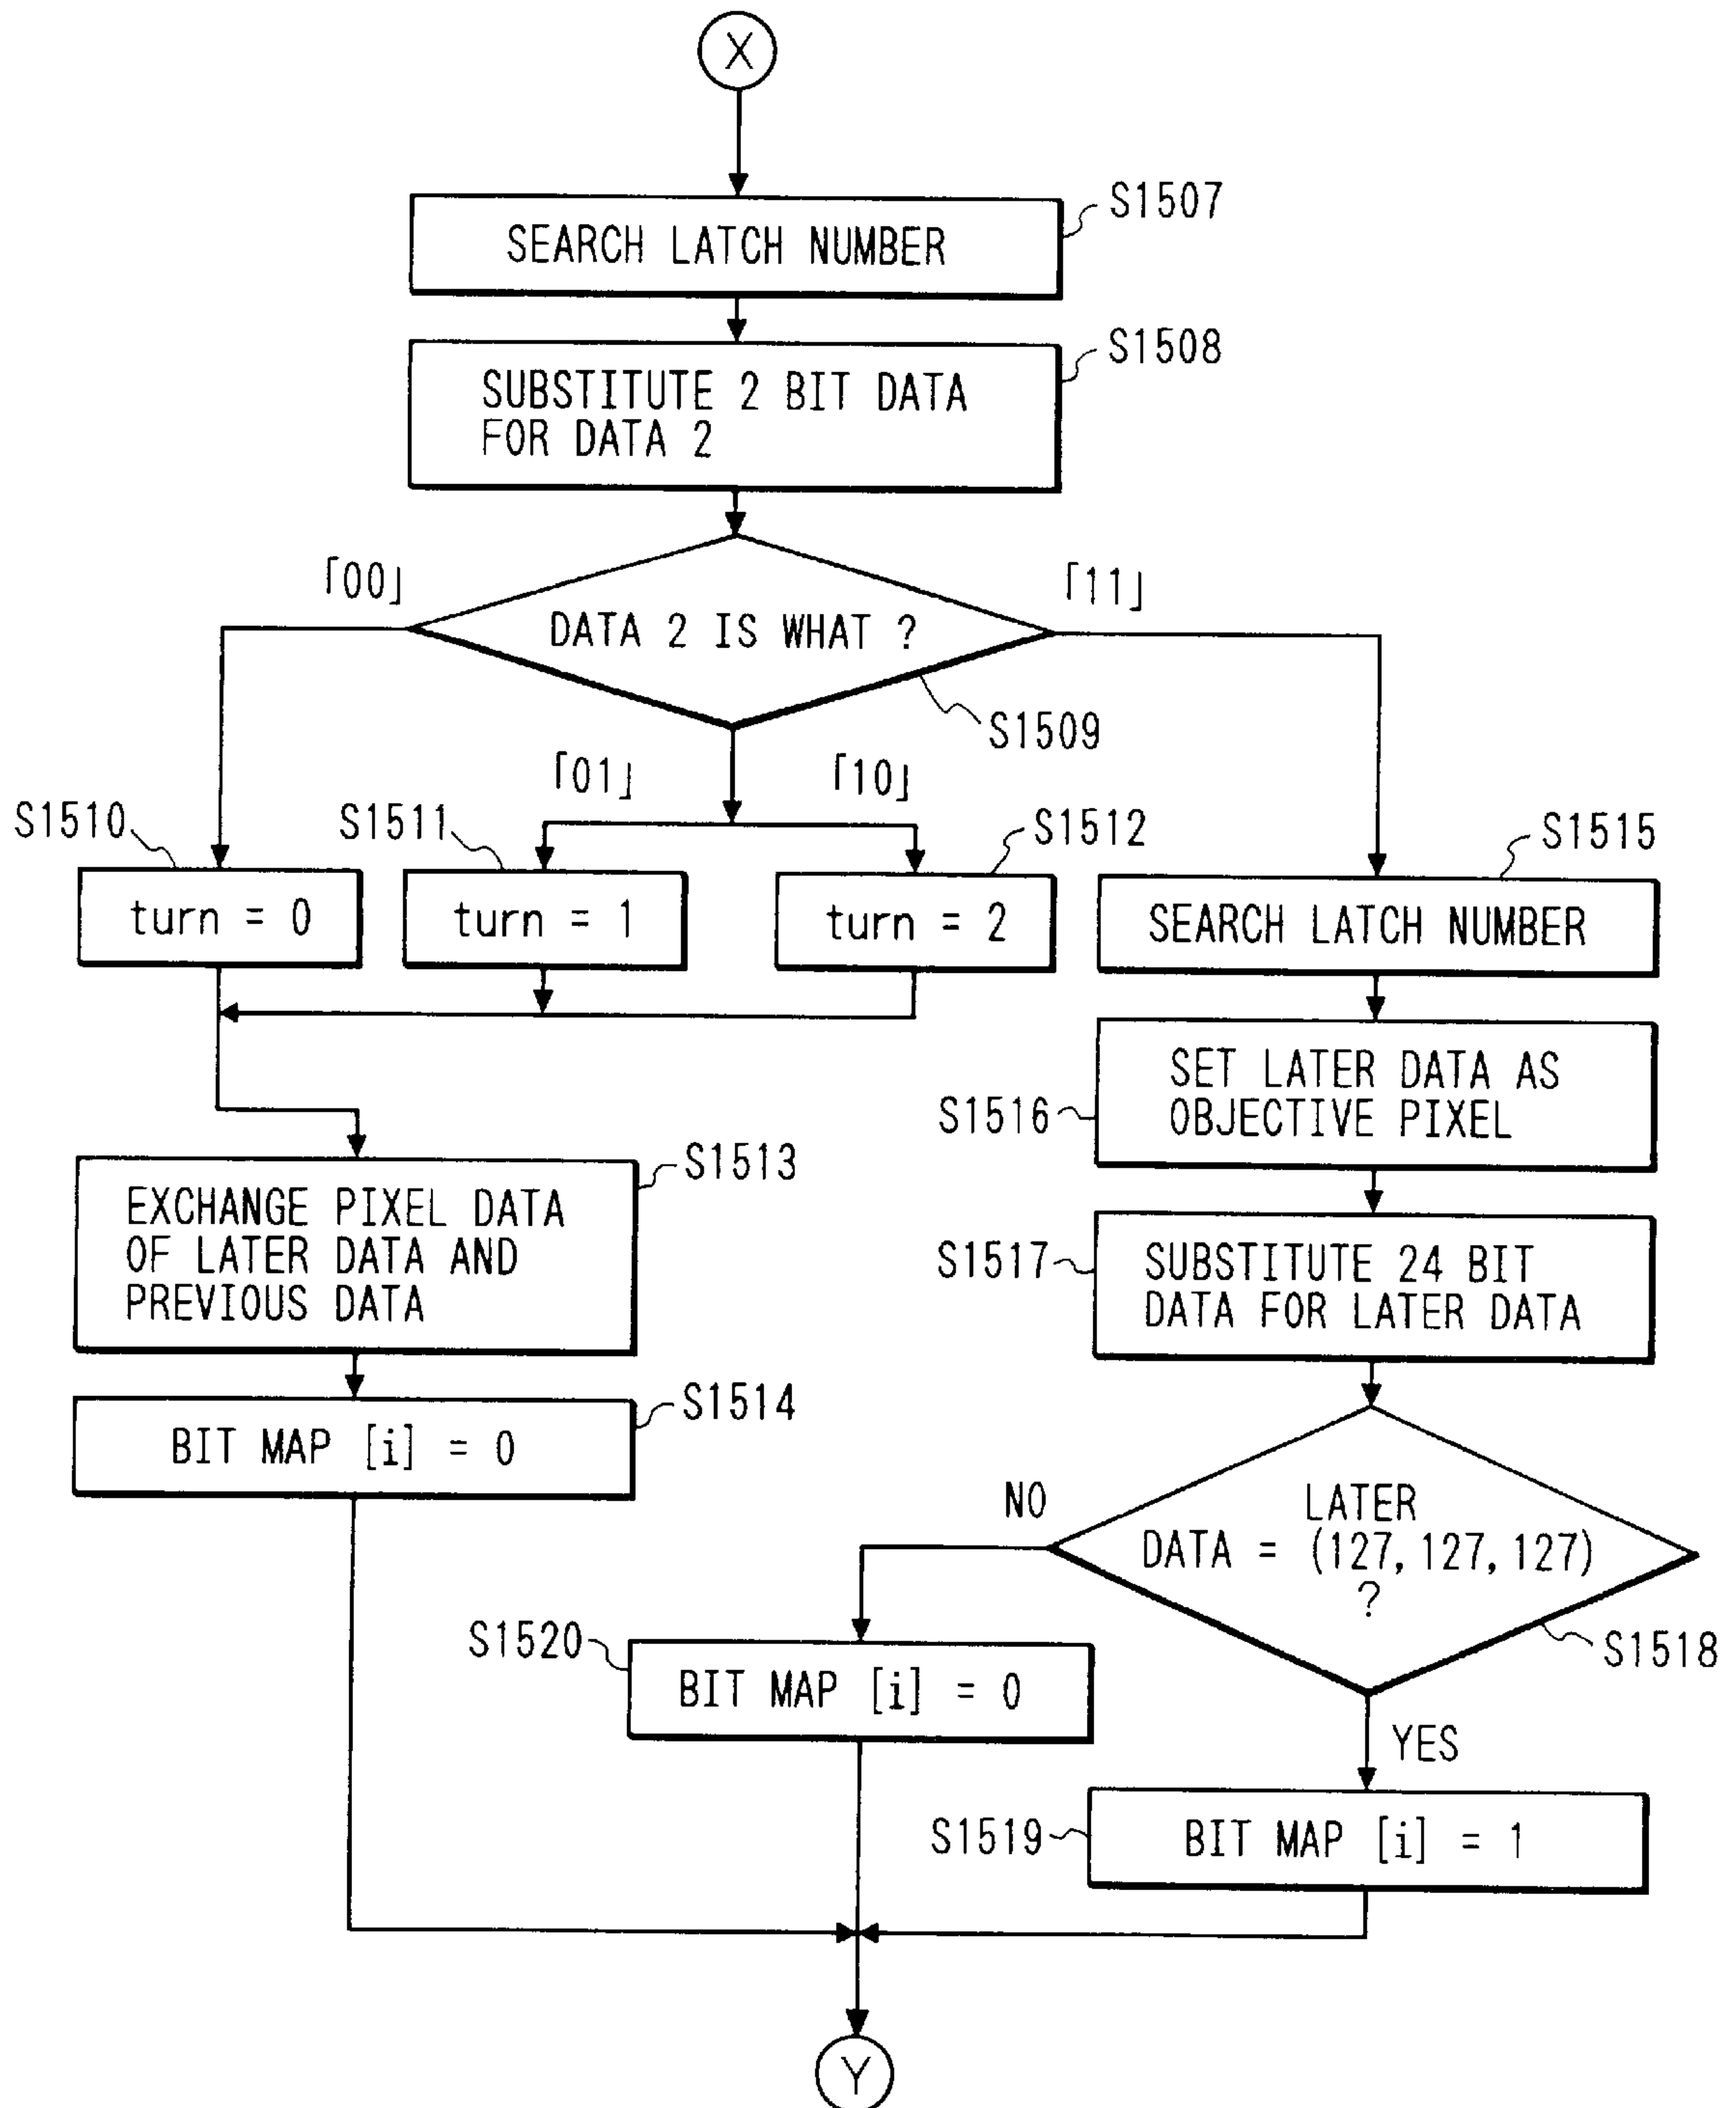 X
SEARCH LATCH NUMBER
S1507
SUBSTITUTE 2 BIT DATA
FOR DATA 2
S1508
「00」
「11」
DATA 2 IS WHAT ?
S1509
「01」
「10」
S1510
S1511
S1512
S1515
turn = 0
turn = 1
turn = 2
SEARCH LATCH NUMBER
SET LATER DATA AS
OBJECTIVE PIXEL
S1516
S1513
EXCHANGE PIXEL DATA
OF LATER DATA AND
PREVIOUS DATA
S1517
SUBSTITUTE 24 BIT
DATA FOR LATER DATA
S1514
BIT MAP [i] = 0
NO
LATER
DATA = (127, 127, 127)
?
S1518
S1520
BIT MAP [i] = 0
YES
S1519
BIT MAP [i] = 1
Y